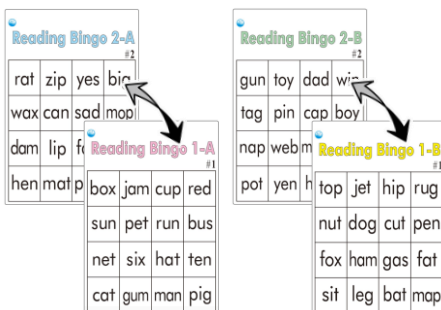 Reading Bingo 2-A
#2
rat zip yes big
wax can sad mop
dam lip
hen mat
Reading Bingo 1-A
#1
box jam cup red
sun pet run bus
net six hat ten
cat gum man pig
Reading Bingo 2-B
#2
gun toy dad win
tag pin cap boy
nap web
pot yen
Reading Bingo 1-B
#1
top jet hip rug
nut dog cut pen
fox ham gas fat
sit leg bat map